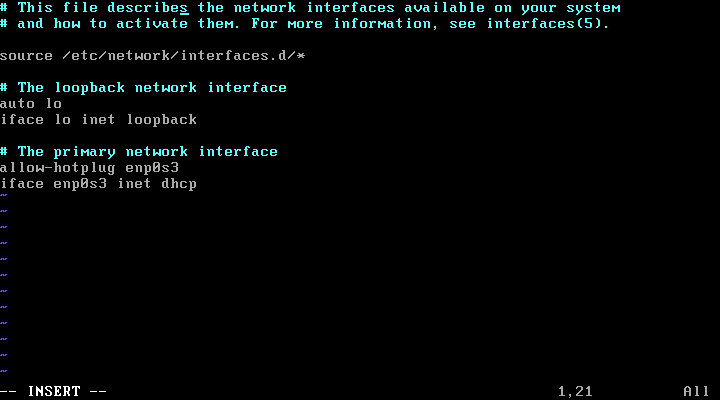 # This file describes the network interfaces available on your system
# and how to activate them. For more information, see interfaces(5).
source /etc/network/interfaces.d/*
# The loopback network interface
auto lo
iface lo inet loopback
# The primary network interface
allow-hotplug enp0s3
iface enp0s3 inet dhcp
~
~
~
~
~
~
~
~
~
~
~
~
-- INSERT -- 1,21 All